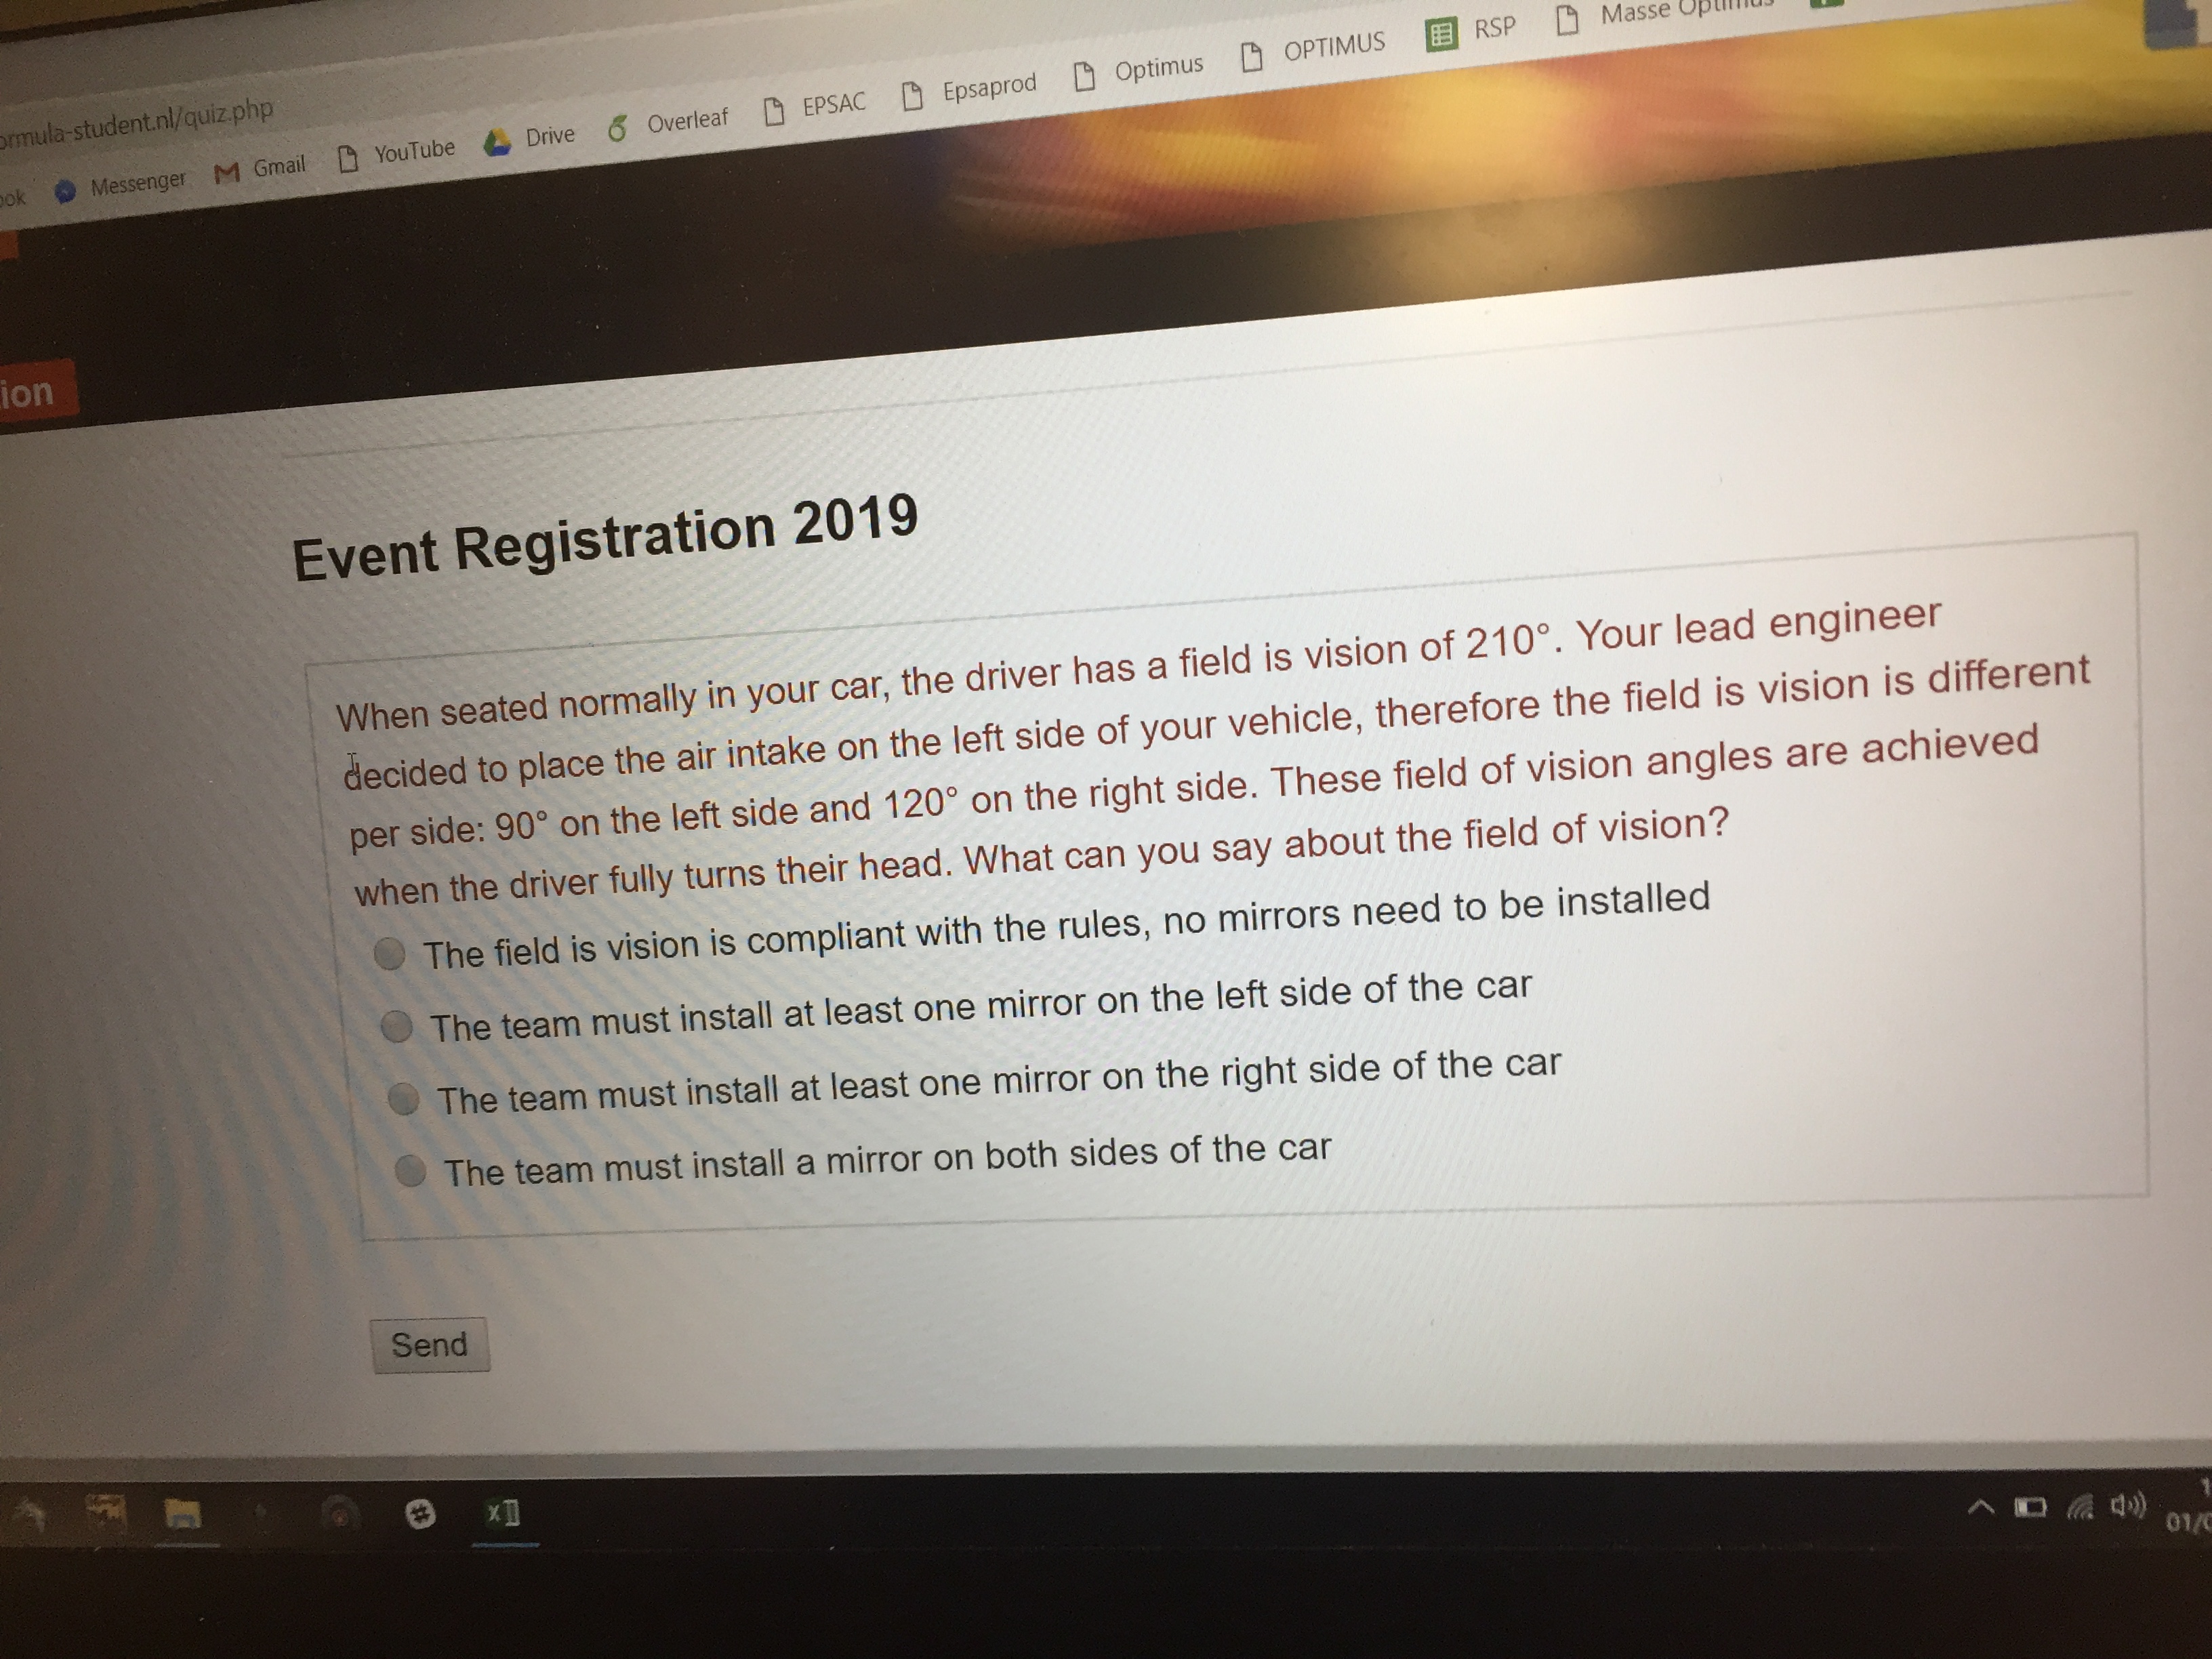 ormula-student.nl/quiz.php
ook Messenger Gmail YouTube Drive Overleaf EPSAC Epsaprod Optimus OPTIMUS RSP Masse Optimus
ion
Event Registration 2019
When seated normally in your car, the driver has a field is vision of 210°. Your lead engineer
decided to place the air intake on the left side of your vehicle, therefore the field is vision is different
per side: 90° on the left side and 120° on the right side. These field of vision angles are achieved
when the driver fully turns their head. What can you say about the field of vision?
The field is vision is compliant with the rules, no mirrors need to be installed
The team must install at least one mirror on the left side of the car
The team must install at least one mirror on the right side of the car
The team must install a mirror on both sides of the car
Send